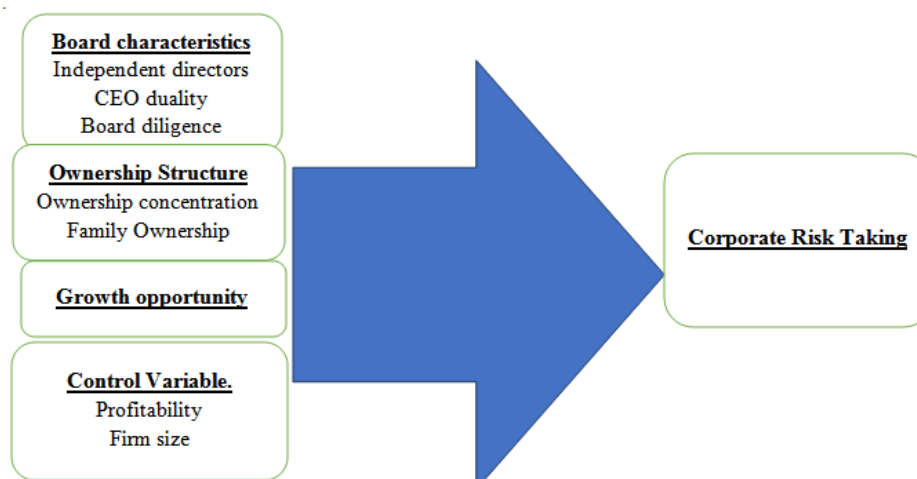 Board characteristics
Independent directors
CEO duality
Board diligence
Ownership Structure
Ownership concentration
Family Ownership
Growth opportunity
Control Variable.
Profitability
Firm size
Corporate Risk Taking